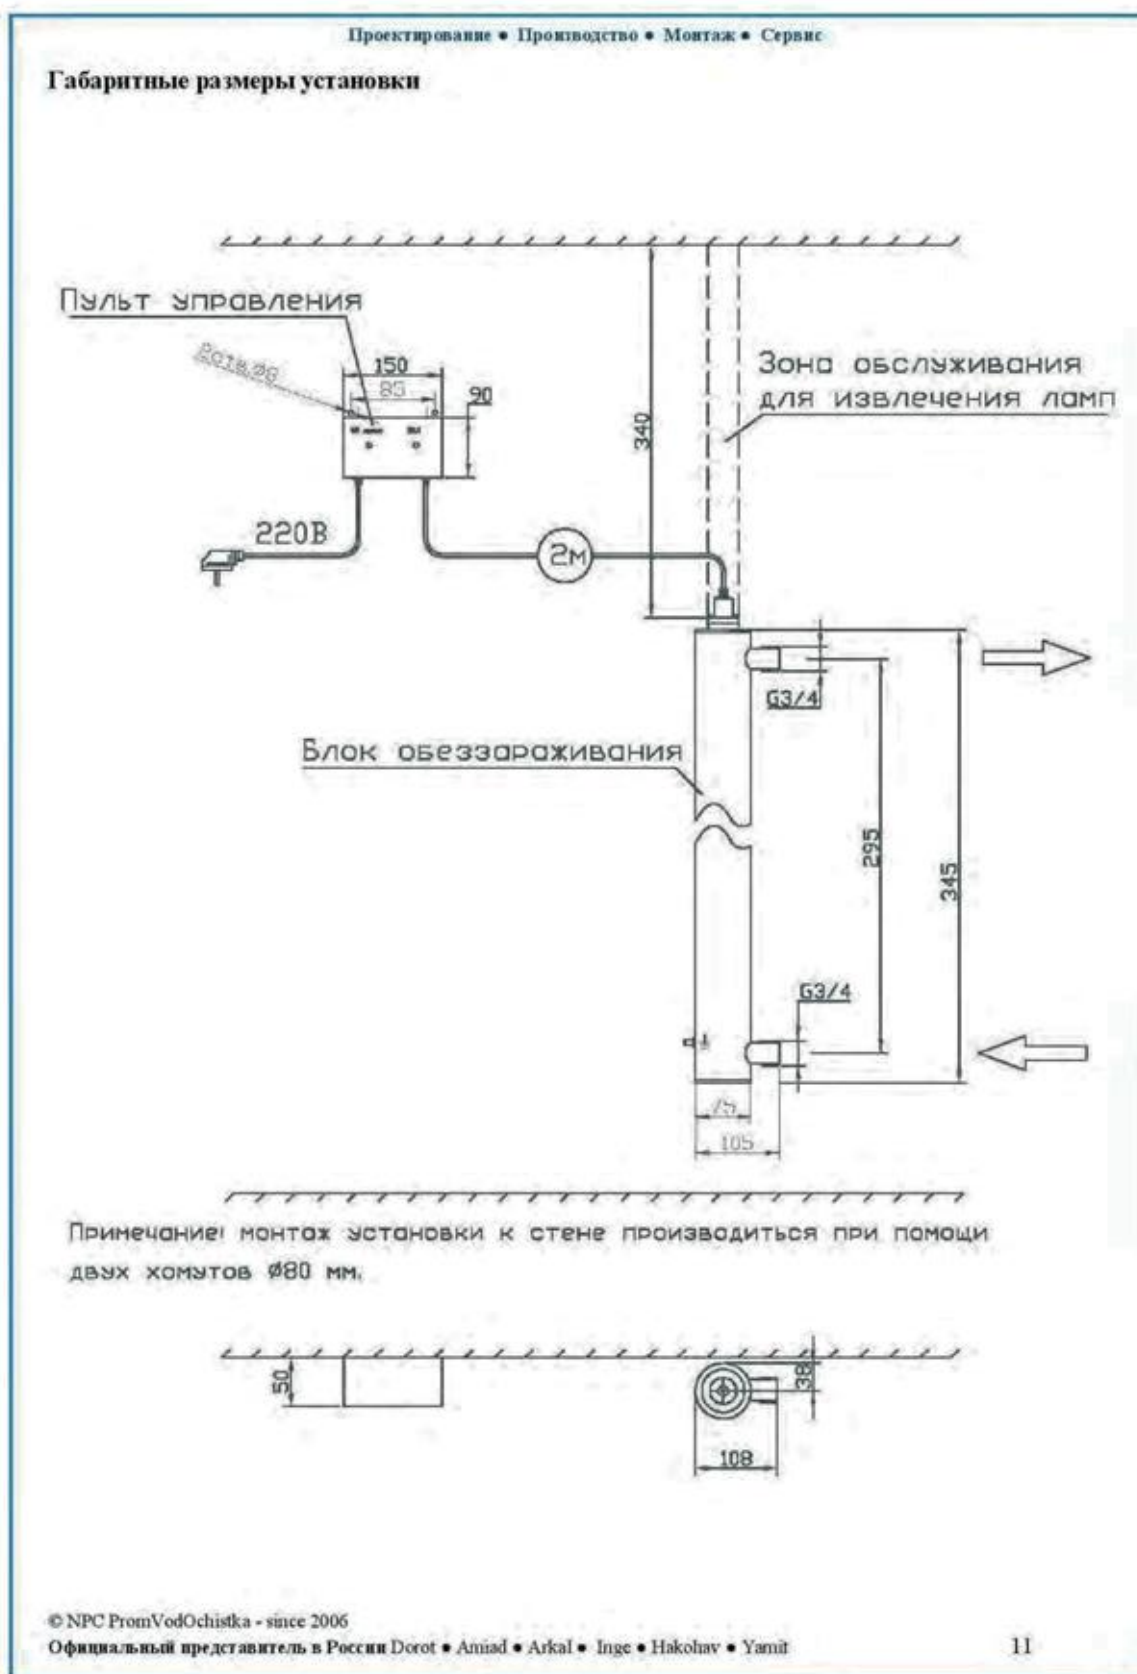 Проектирование ● Производство ● Монтаж ● Сервис
Габаритные размеры установки
Пульт управления
150
90
220В
2м
340
Зона обслуживания
для извлечения ламп
G3/4
Блок обеззараживания
295
345
G3/4
75
105
Примечание: монтаж установки к стене производиться при помощи
двух хомутов Ø80 мм.
50
38
108
© NPC PromVodOchistka - since 2006
Официальный представитель в России Dorot ● Amiad ● Arkal ● Inge ● Hakohav ● Yamit
11